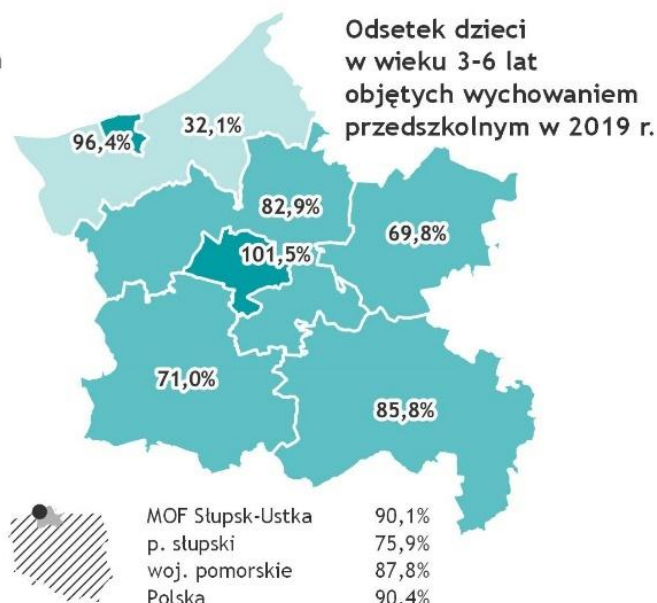 Odsetek dzieci
w wieku 3-6 lat
objętych wychowaniem
przedszkolnym w 2019 r.
96,4%
32,1%
82,9%
69,8%
101,5%
71,0%
85,8%
MOF Słupsk-Ustka 90,1%
p. słupski 75,9%
woj. pomorskie 87,8%
Polska 90,4%